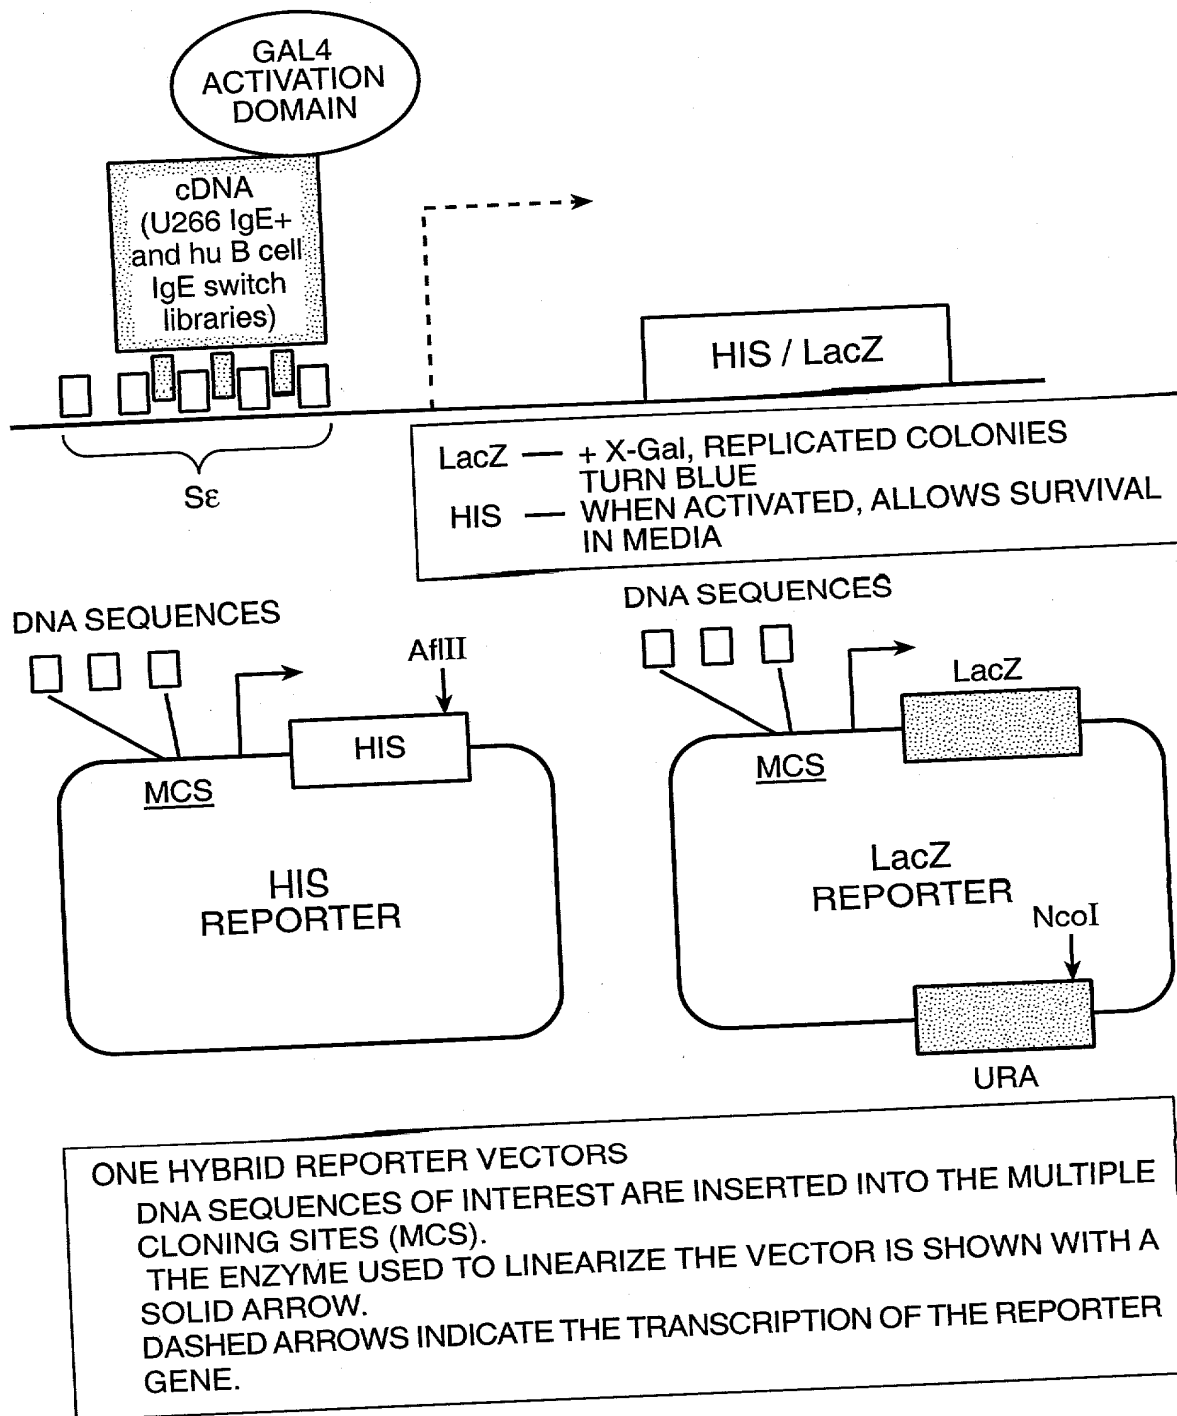 GAL4
ACTIVATION
DOMAIN
cDNA
(U266 IgE+
and hu B cell
IgE switch
libraries)
HIS / LacZ
Sε
LacZ — + X-Gal, REPLICATED COLONIES
TURN BLUE
HIS — WHEN ACTIVATED, ALLOWS SURVIVAL
IN MEDIA
DNA SEQUENCES
AflII
HIS
MCS
HIS
REPORTER
DNA SEQUENCES
LacZ
MCS
LacZ
REPORTER
NcoI
URA
ONE HYBRID REPORTER VECTORS
DNA SEQUENCES OF INTEREST ARE INSERTED INTO THE MULTIPLE
CLONING SITES (MCS).
THE ENZYME USED TO LINEARIZE THE VECTOR IS SHOWN WITH A
SOLID ARROW.
DASHED ARROWS INDICATE THE TRANSCRIPTION OF THE REPORTER
GENE.